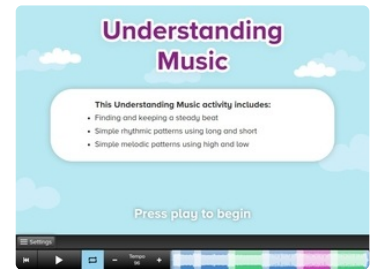 Understanding
Music
This Understanding Music activity includes:
• Finding and keeping a steady beat
• Simple rhythmic patterns using long and short
• Simple melodic patterns using high and low
Press play to begin
Settings
Tempo
96